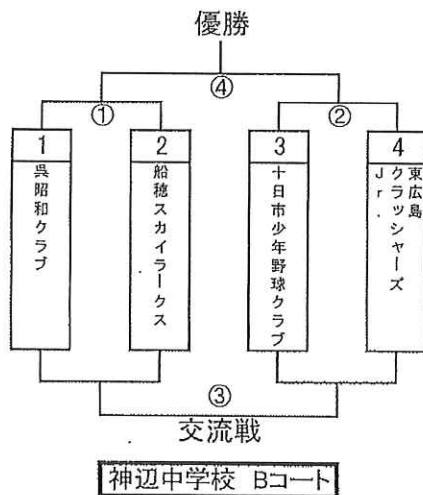 優勝
④
① ②
1 2 3 4
呉昭和クラブ
船穂スカイラークス
十日市少年野球クラブ
東広島
クラッシャーズ
Jr.
③
交流戦
神辺中学校 Bコート